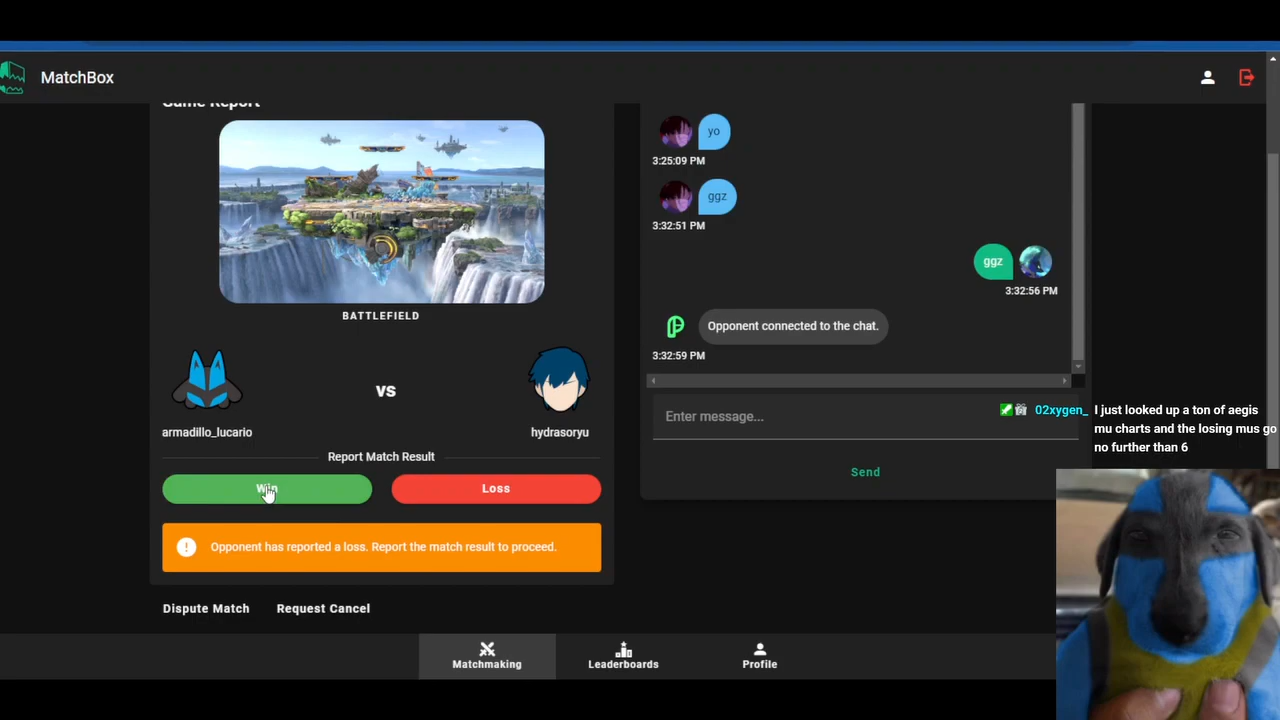 MatchBox
Game Report
BATTLEFIELD
VS
armadillo_lucario
hydrasoryu
Report Match Result
Win
Loss
Opponent has reported a loss. Report the match result to proceed.
Dispute Match
Request Cancel
yo
3:25:09 PM
ggz
3:32:51 PM
ggz
3:32:56 PM
Opponent connected to the chat.
3:32:59 PM
Enter message...
Send
02xygen_
I just looked up a ton of aegis
mu charts and the losing mus go
no further than 6
Matchmaking
Leaderboards
Profile